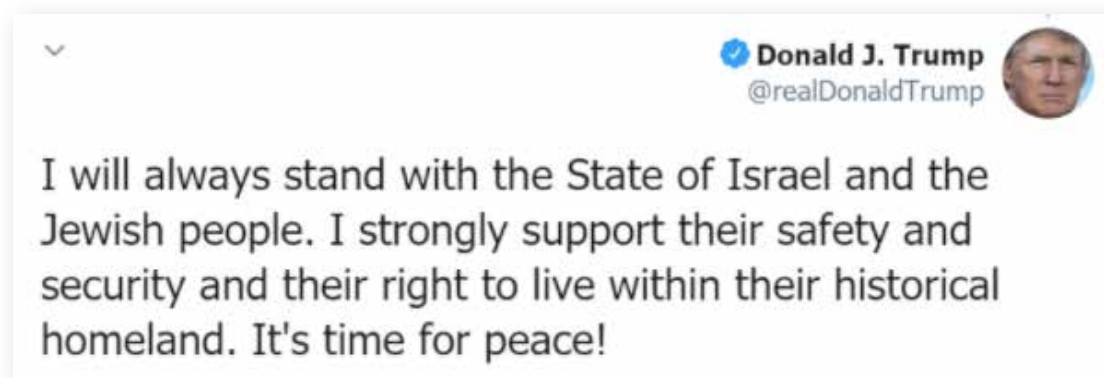 Donald J. Trump
@realDonaldTrump
I will always stand with the State of Israel and the
Jewish people. I strongly support their safety and
security and their right to live within their historical
homeland. It's time for peace!